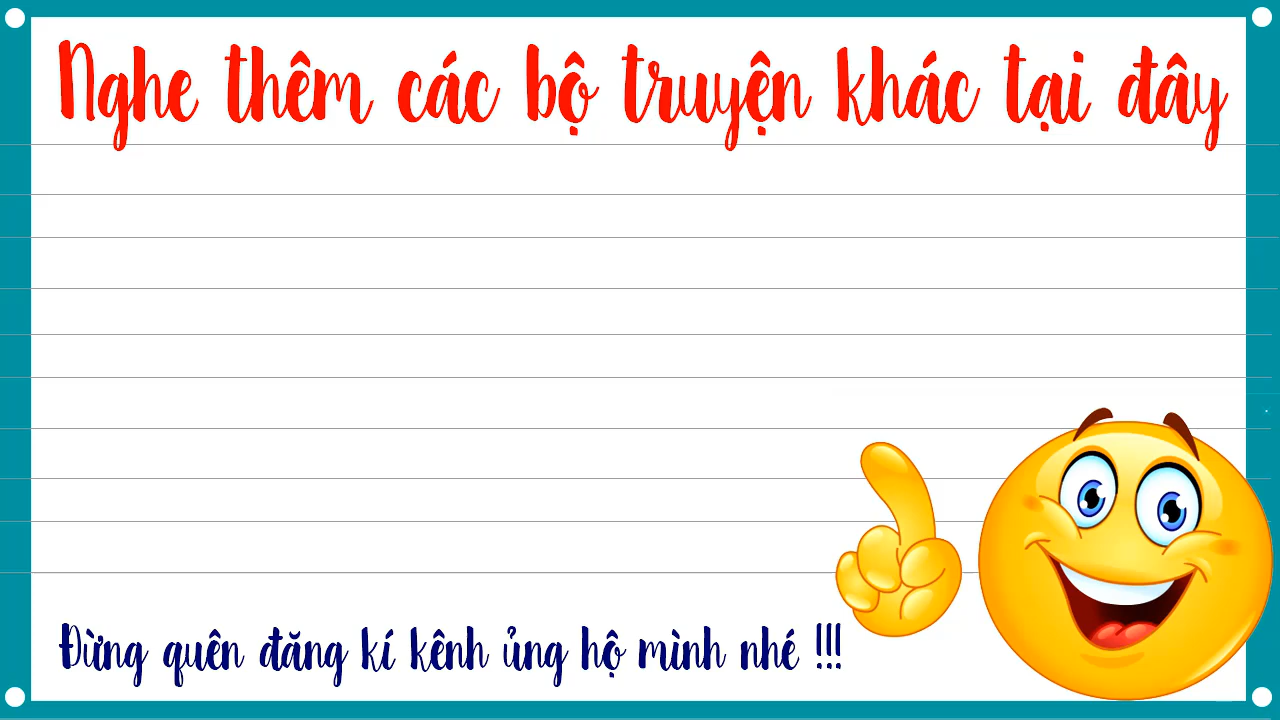 Nghe thêm các bộ truyện khác tại đây
Đừng quên đăng kí kênh ủng hộ mình nhé !!!